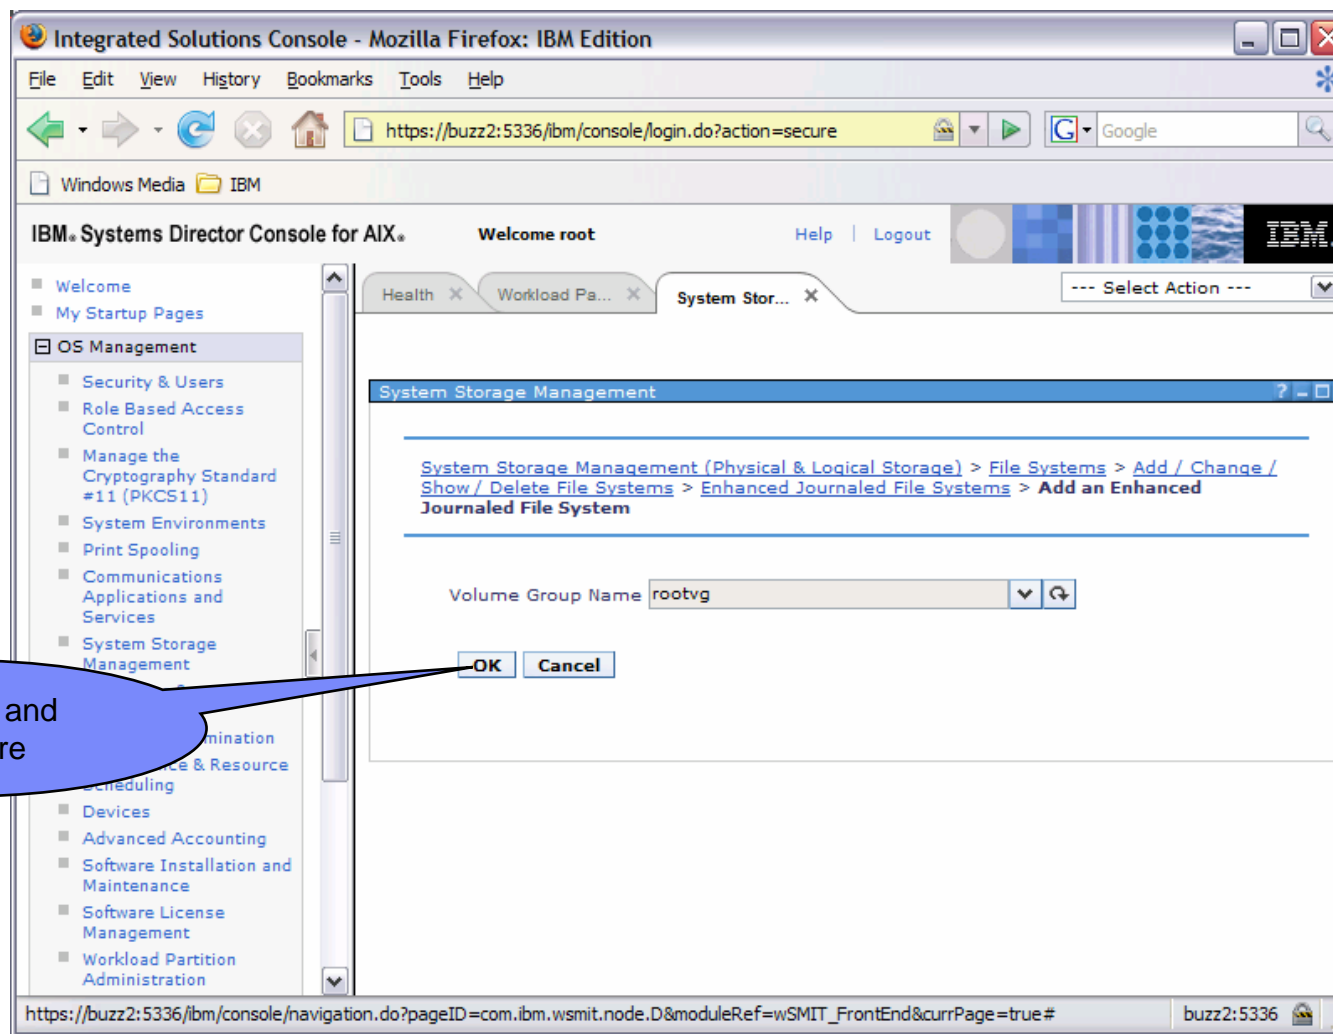 Integrated Solutions Console - Mozilla Firefox: IBM Edition
File Edit View History Bookmarks Tools Help
https://buzz2:5336/ibm/console/login.do?action=secure
G Google
Windows Media IBM
IBM® Systems Director Console for AIX®
Welcome root
Help | Logout
IBM.
Welcome
My Startup Pages
OS Management
Security & Users
Role Based Access
Control
Manage the
Cryptography Standard
#11 (PKCS11)
System Environments
Print Spooling
Communications
Applications and
Services
System Storage
Management
mination
ce & Resource
Scheduling
Devices
Advanced Accounting
Software Installation and
Maintenance
Software License
Management
Workload Partition
Administration
Health
Workload Pa...
System Stor...
--- Select Action ---
System Storage Management
System Storage Management (Physical & Logical Storage) > File Systems > Add / Change /
Show / Delete File Systems > Enhanced Journaled File Systems > Add an Enhanced
Journaled File System
Volume Group Name rootvg
OK Cancel
and
re
https://buzz2:5336/ibm/console/navigation.do?pageID=com.ibm.wsmit.node.D&moduleRef=wSMIT_FrontEnd&currPage=true#
buzz2:5336